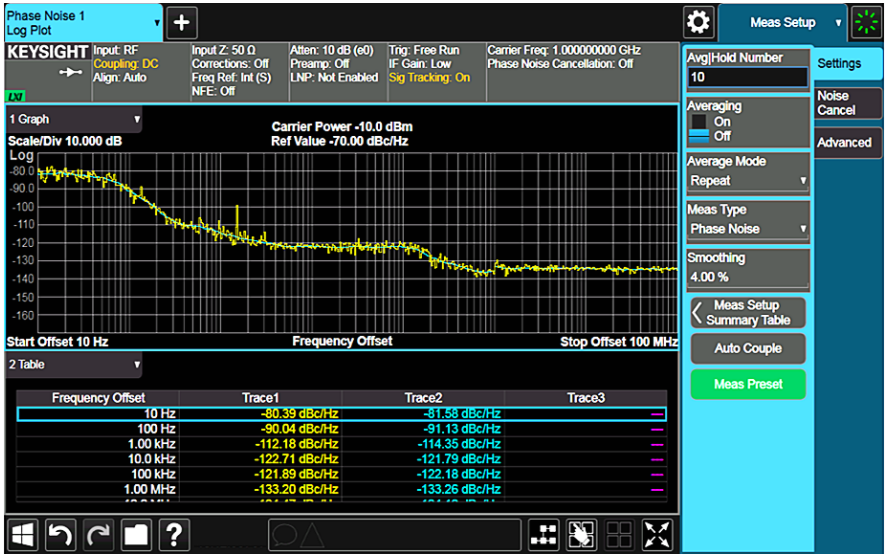 Phase Noise 1
Log Plot
Meas Setup
KEYSIGHT
LXI
Input: RF
Coupling: DC
Align: Auto
Input Z: 50 Ω
Corrections: Off
Freq Ref: Int (S)
NFE: Off
Atten: 10 dB (e0)
Preamp: Off
LNP: Not Enabled
Trig: Free Run
IF Gain: Low
Sig Tracking: On
Carrier Freq: 1.000000000 GHz
Phase Noise Cancellation: Off
1 Graph
Scale/Div 10.000 dB
Carrier Power -10.0 dBm
Ref Value -70.00 dBc/Hz
Log
-80.0
-90.0
-100
-110
-120
-130
-140
-150
-160
Start Offset 10 Hz
Frequency Offset
Stop Offset 100 MHz
2 Table
Frequency Offset Trace1 Trace2 Trace3
10 Hz -80.39 dBc/Hz -81.58 dBc/Hz —
100 Hz -90.04 dBc/Hz -91.13 dBc/Hz —
1.00 kHz -112.18 dBc/Hz -114.35 dBc/Hz —
10.0 kHz -122.71 dBc/Hz -121.79 dBc/Hz —
100 kHz -121.89 dBc/Hz -122.18 dBc/Hz —
1.00 MHz -133.20 dBc/Hz -133.26 dBc/Hz —
?
Avg|Hold Number
10
Averaging
On
Off
Average Mode
Repeat
Meas Type
Phase Noise
Smoothing
4.00 %
Meas Setup
Summary Table
Auto Couple
Meas Preset
Settings
Noise
Cancel
Advanced